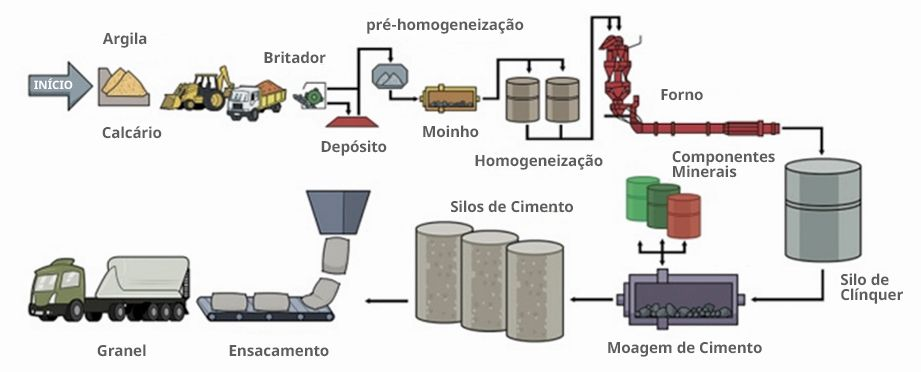 pré-homogeneização
Argila
Britador
INÍCIO
Forno
Calcário
Depósito
Moinho
Homogeneização
Componentes
Minerais
Silos de Cimento
Silo de
Clínquer
Granel
Ensacamento
Moagem de Cimento